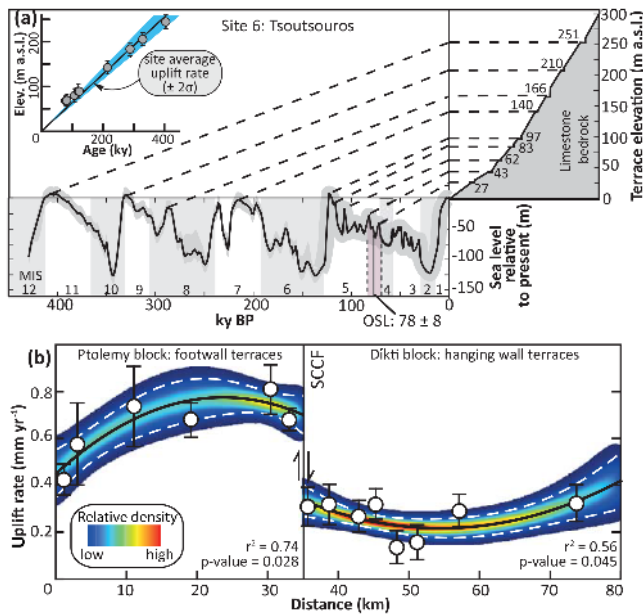 (a)
Site 6: Tsoutsouros
Elev. (m a.s.l.)
200
100
site average
uplift rate
(± 2σ)
0 100 200 300 400
Age (ky)
251
210
166
140
97
83
62
43
27
Limestone
bedrock
300
250
200
150
100
50
0
Terrace elevation (m a.s.l.)
-50
-100
-150
Sea level
relative
to present (m)
MIS
12 11 10 9 8 7 6 5 4 3 2 1
400 300 200 100 0
ky BP
OSL: 78 ± 8
(b)
Ptolemy block: footwall terraces
SCCF
Dikti block: hanging wall terraces
Uplift rate (mm yr⁻¹)
0.8
0.6
0.4
0.2
Relative density
low high
r² = 0.74
p-value = 0.028
r² = 0.56
p-value = 0.045
0 10 20 30 40 50 60 70 80
Distance (km)